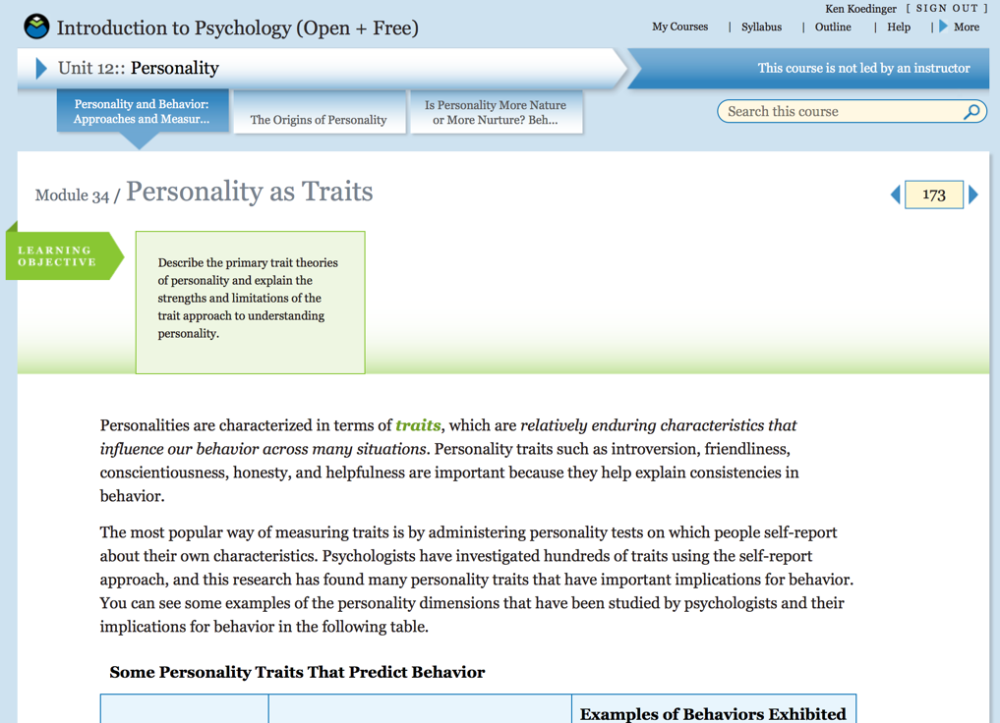 Ken Koedinger [ SIGN OUT ]
Introduction to Psychology (Open + Free)
My Courses | Syllabus | Outline | Help | More
Unit 12:: Personality
This course is not led by an instructor
Personality and Behavior:
Approaches and Measur...
The Origins of Personality
Is Personality More Nature
or More Nurture? Beh...
Search this course
Module 34 / Personality as Traits
173
LEARNING
OBJECTIVE
Describe the primary trait theories
of personality and explain the
strengths and limitations of the
trait approach to understanding
personality.
Personalities are characterized in terms of traits, which are relatively enduring characteristics that
influence our behavior across many situations. Personality traits such as introversion, friendliness,
conscientiousness, honesty, and helpfulness are important because they help explain consistencies in
behavior.
The most popular way of measuring traits is by administering personality tests on which people self-report
about their own characteristics. Psychologists have investigated hundreds of traits using the self-report
approach, and this research has found many personality traits that have important implications for behavior.
You can see some examples of the personality dimensions that have been studied by psychologists and their
implications for behavior in the following table.
Some Personality Traits That Predict Behavior
Examples of Behaviors Exhibited